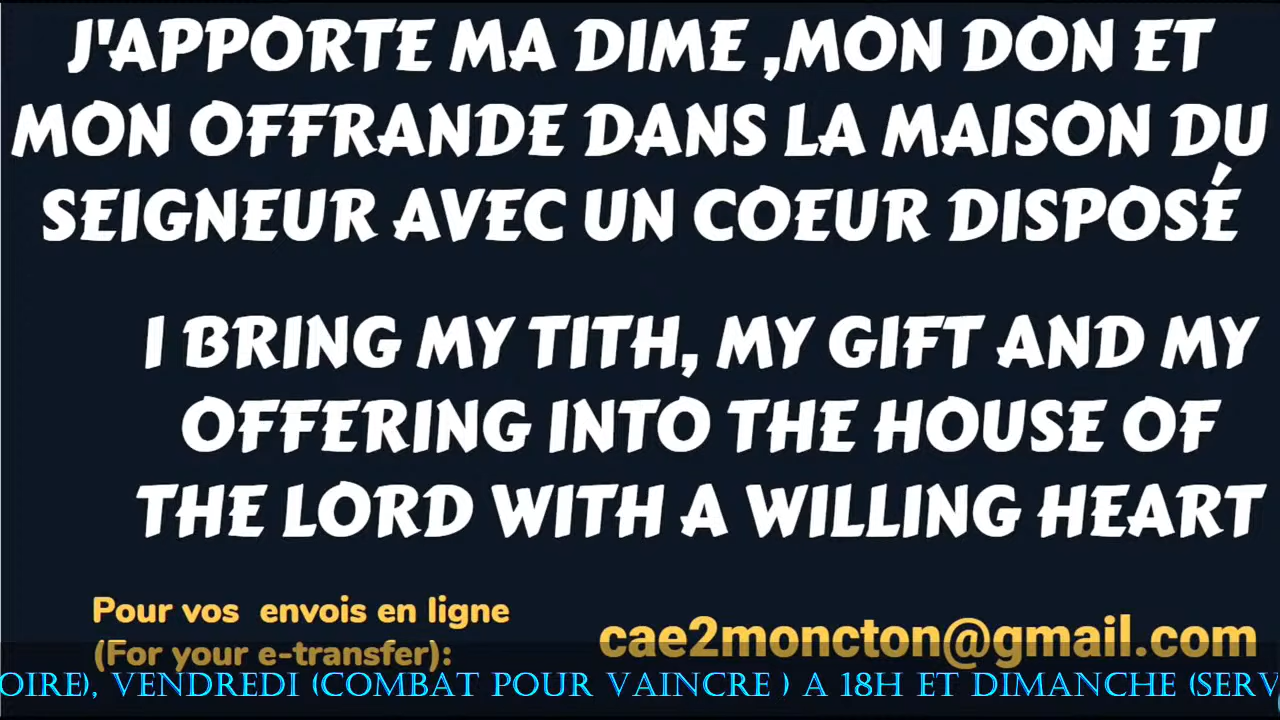 J'APPORTE MA DIME ,MON DON ET
MON OFFRANDE DANS LA MAISON DU
SEIGNEUR AVEC UN COEUR DISPOSÉ
I BRING MY TITH, MY GIFT AND MY
OFFERING INTO THE HOUSE OF
THE LORD WITH A WILLING HEART
Pour vos envois en ligne
(For your e-transfer):
cae2moncton@gmail.com
VENDREDI (COMBAT POUR VAINCRE ) A 18H ET DIMANCHE